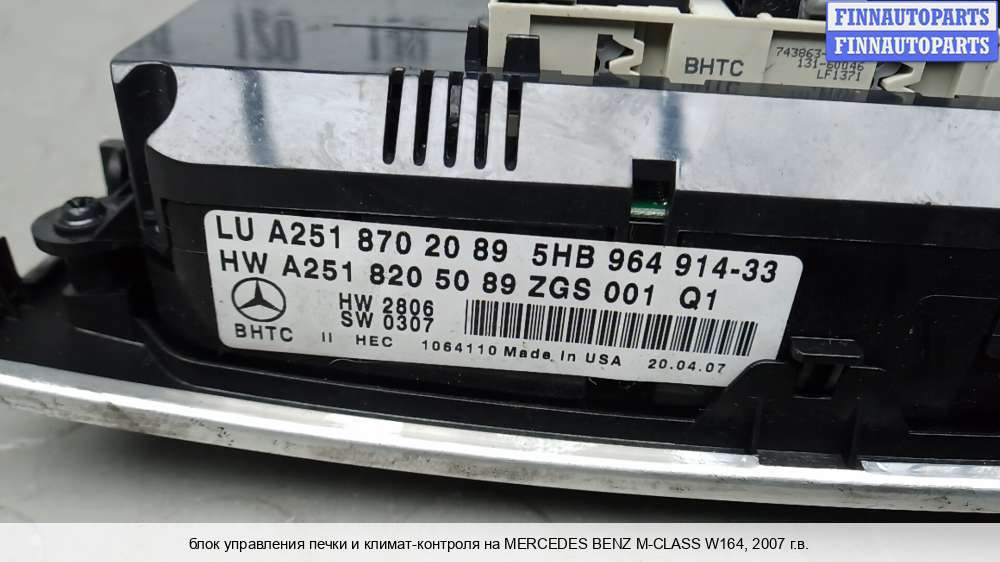 FINNAUTOPARTS
FINNAUTOPARTS
BHTC
743863-
131-60046
LF1371
LU A251 870 20 89 5HB 964 914-33
HW A251 820 50 89 ZGS 001 Q1
HW 2806
SW 0307
BHTC II HEC 1064110 Made in USA 20.04.07
блок управления печки и климат-контроля на MERCEDES BENZ M-CLASS W164, 2007 г.в.